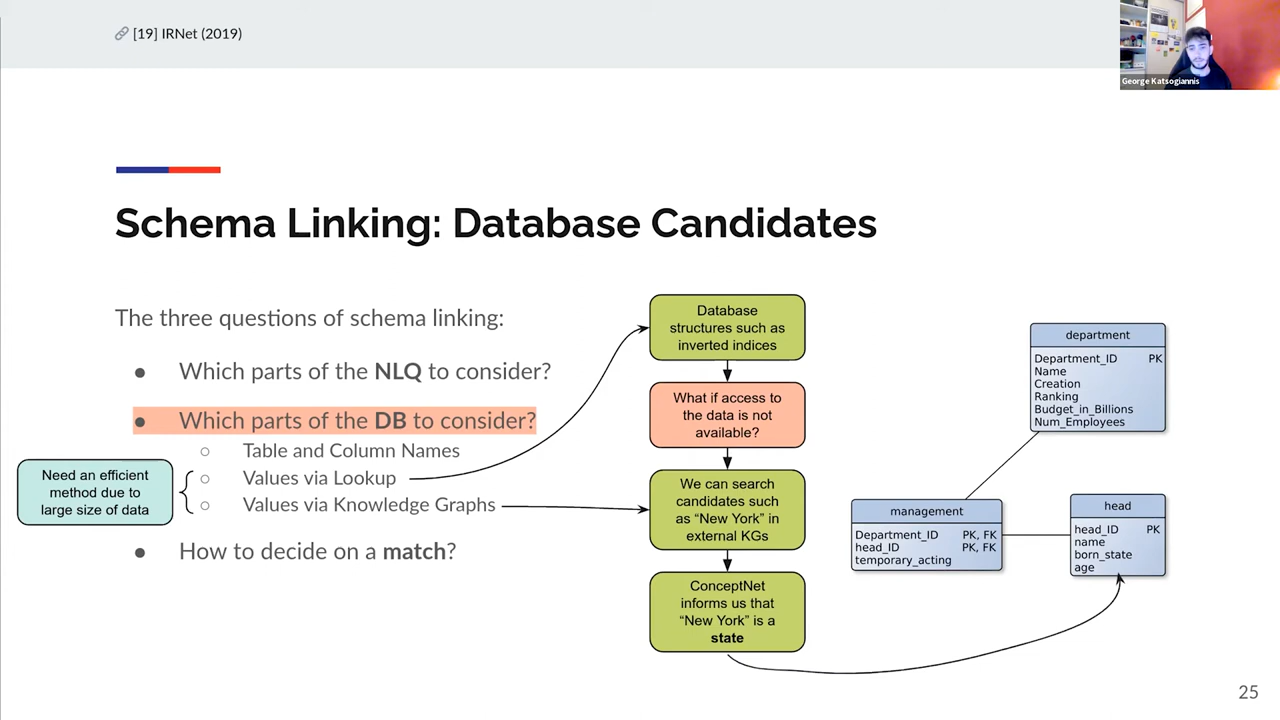 [19] IRNet (2019)
George Katsogiannis
Schema Linking: Database Candidates
The three questions of schema linking:
● Which parts of the NLQ to consider?
● Which parts of the DB to consider?
○ Table and Column Names
○ Values via Lookup
○ Values via Knowledge Graphs
● How to decide on a match?
Need an efficient
method due to
large size of data
Database
structures such as
inverted indices
What if access to
the data is not
available?
We can search
candidates such
as “New York” in
external KGs
ConceptNet
informs us that
“New York” is a
state
department
Department_ID PK
Name
Creation
Ranking
Budget_in_Billions
Num_Employees
management
Department_ID PK, FK
head_ID PK, FK
temporary_acting
head
head_ID PK
name
born_state
age
25